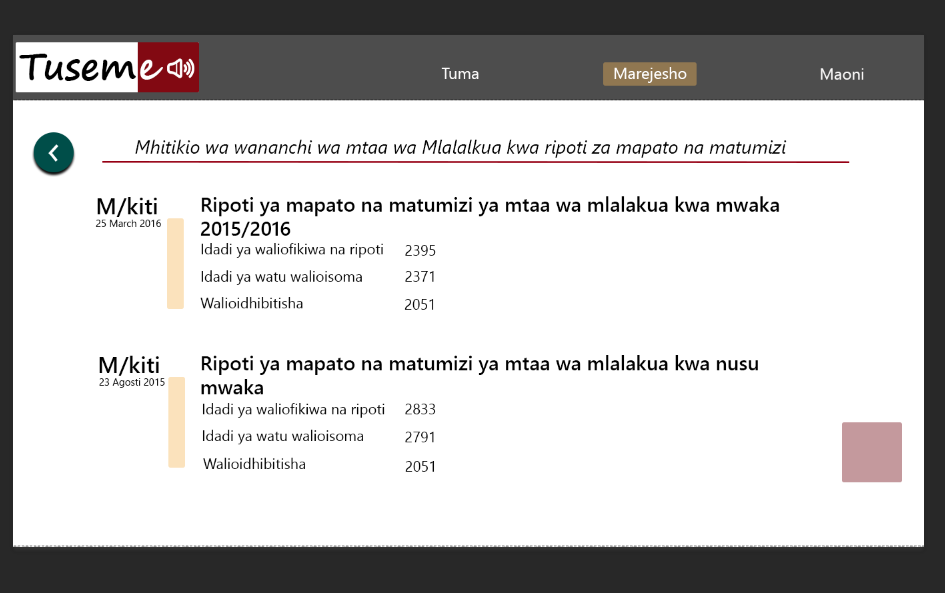 Tuseme
Tuma
Marejesho
Maoni
Mhitikio wa wananchi wa mtaa wa Mlalalkua kwa ripoti za mapato na matumizi
M/kiti
25 March 2016
Ripoti ya mapato na matumizi ya mtaa wa mlalakua kwa mwaka
2015/2016
Idadi ya waliofikiwa na ripoti 2395
Idadi ya watu walioisoma 2371
Walioidhibitisha 2051
M/kiti
23 Agosti 2015
Ripoti ya mapato na matumizi ya mtaa wa mlalakua kwa nusu
mwaka
Idadi ya waliofikiwa na ripoti 2833
Idadi ya watu walioisoma 2791
Walioidhibitisha 2051